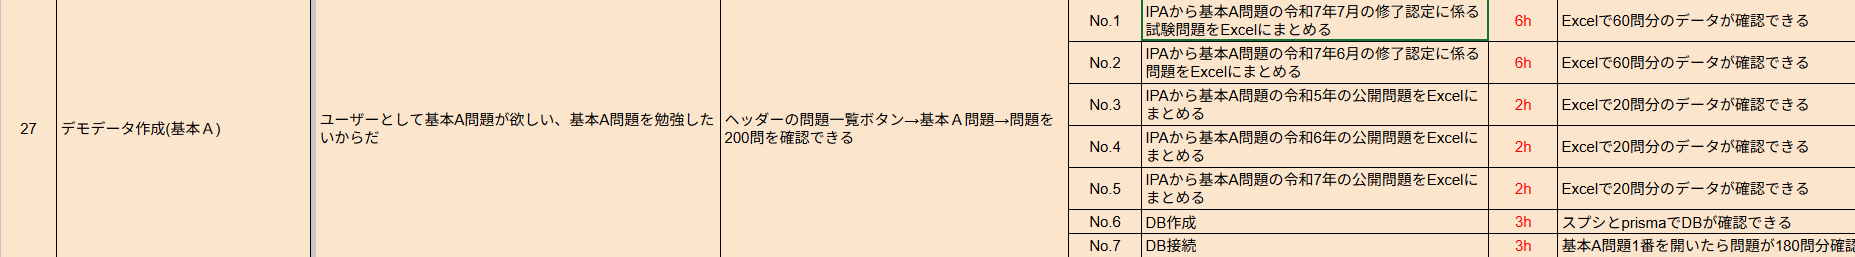 27
デモデータ作成(基本Ａ)
ユーザーとして基本A問題が欲しい、基本A問題を勉強した
いからだ
ヘッダーの問題一覧ボタン→基本Ａ問題→問題を
200問を確認できる
No.1
IPAから基本A問題の令和7年7月の修了認定に係る
試験問題をExcelにまとめる
6h
Excelで60問分のデータが確認できる
No.2
IPAから基本A問題の令和7年6月の修了認定に係る
問題をExcelにまとめる
6h
Excelで60問分のデータが確認できる
No.3
IPAから基本A問題の令和5年の公開問題をExcelに
まとめる
2h
Excelで20問分のデータが確認できる
No.4
IPAから基本A問題の令和6年の公開問題をExcelに
まとめる
2h
Excelで20問分のデータが確認できる
No.5
IPAから基本A問題の令和7年の公開問題をExcelに
まとめる
2h
Excelで20問分のデータが確認できる
No.6
DB作成
3h
スプシとprismaでDBが確認できる
No.7
DB接続
3h
基本A問題1番を開いたら問題が180問分確認